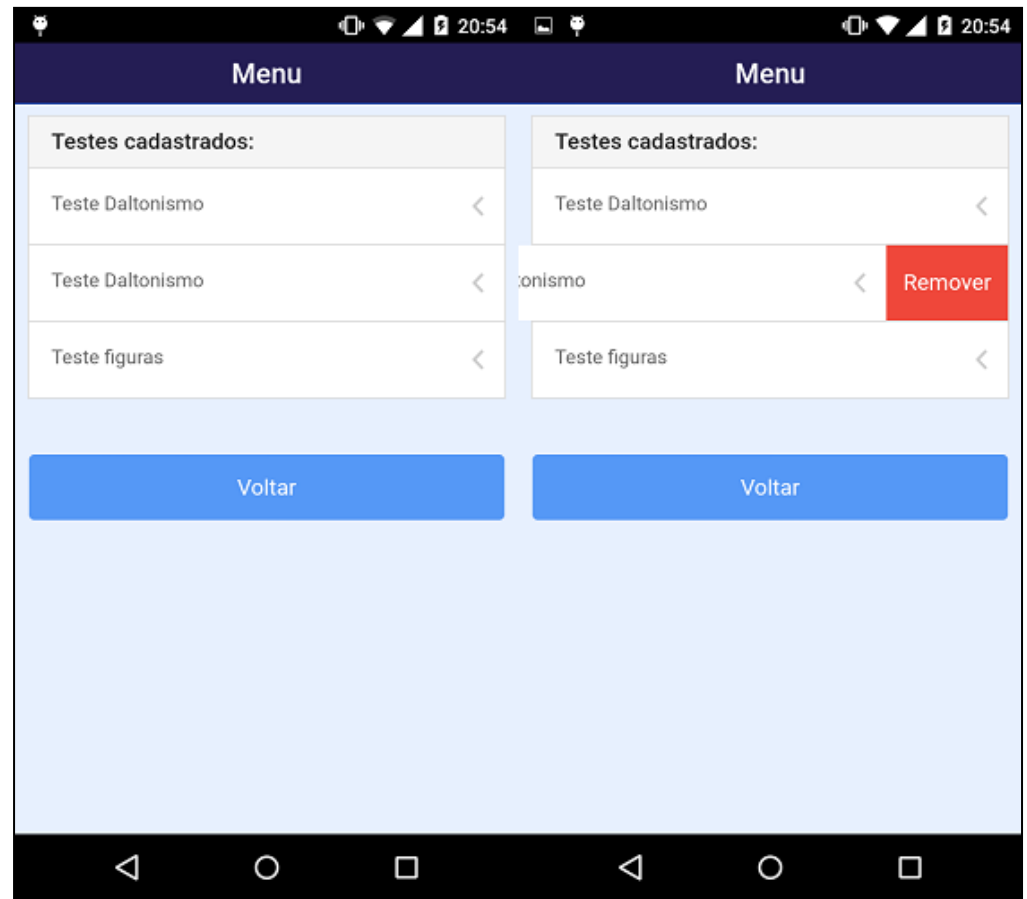 20:54
Menu
Testes cadastrados:
Teste Daltonismo
Teste Daltonismo
Teste figuras
Voltar
20:54
Menu
Testes cadastrados:
Teste Daltonismo
tonismo
Remover
Teste figuras
Voltar